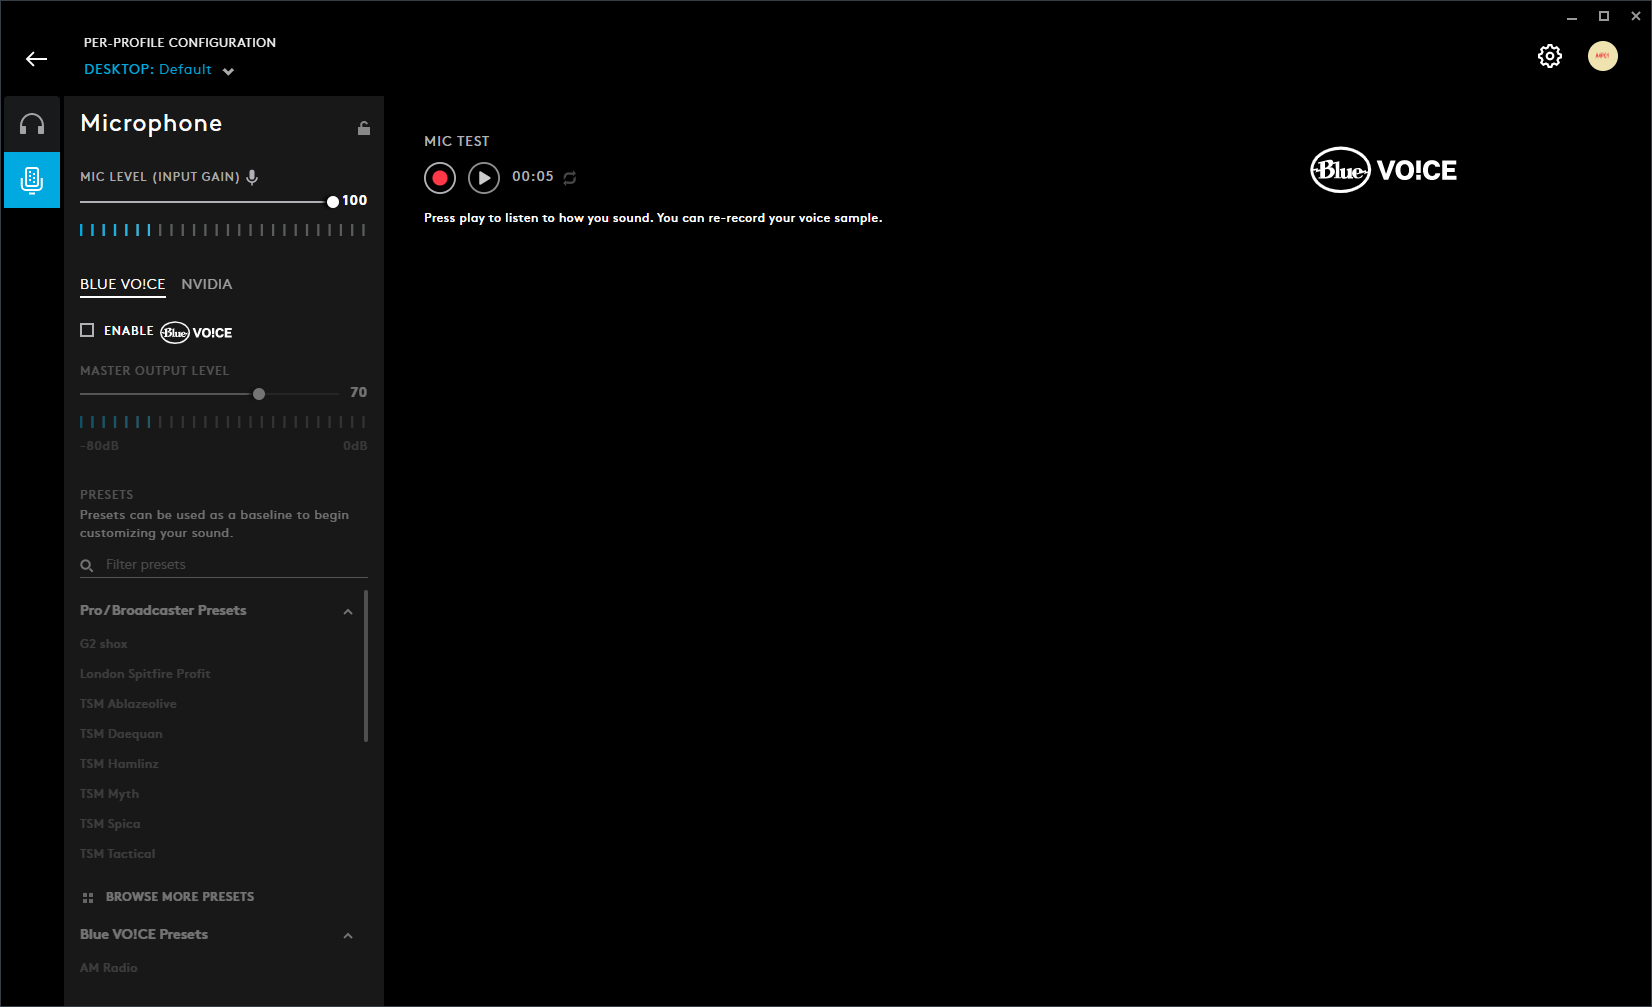 PER-PROFILE CONFIGURATION
DESKTOP: Default
Microphone
MIC LEVEL (INPUT GAIN)
100
BLUE VO!CE NVIDIA
ENABLE Blue VO!CE
MASTER OUTPUT LEVEL
70
-80dB 0dB
PRESETS
Presets can be used as a baseline to begin
customizing your sound.
Filter presets
Pro/Broadcaster Presets
G2 shox
London Spitfire Profit
TSM Ablazeolive
TSM Daequan
TSM Hamlinz
TSM Myth
TSM Spica
TSM Tactical
BROWSE MORE PRESETS
Blue VO!CE Presets
AM Radio
MIC TEST
00:05
Press play to listen to how you sound. You can re-record your voice sample.
Blue VO!CE